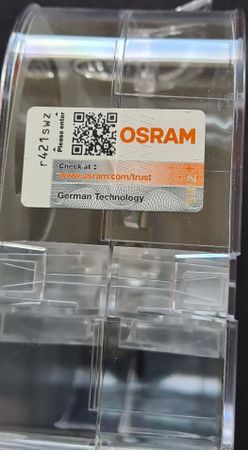 Please enter
r421swz
OSRAM
Check at :
www.osram.com/trust
German Technology